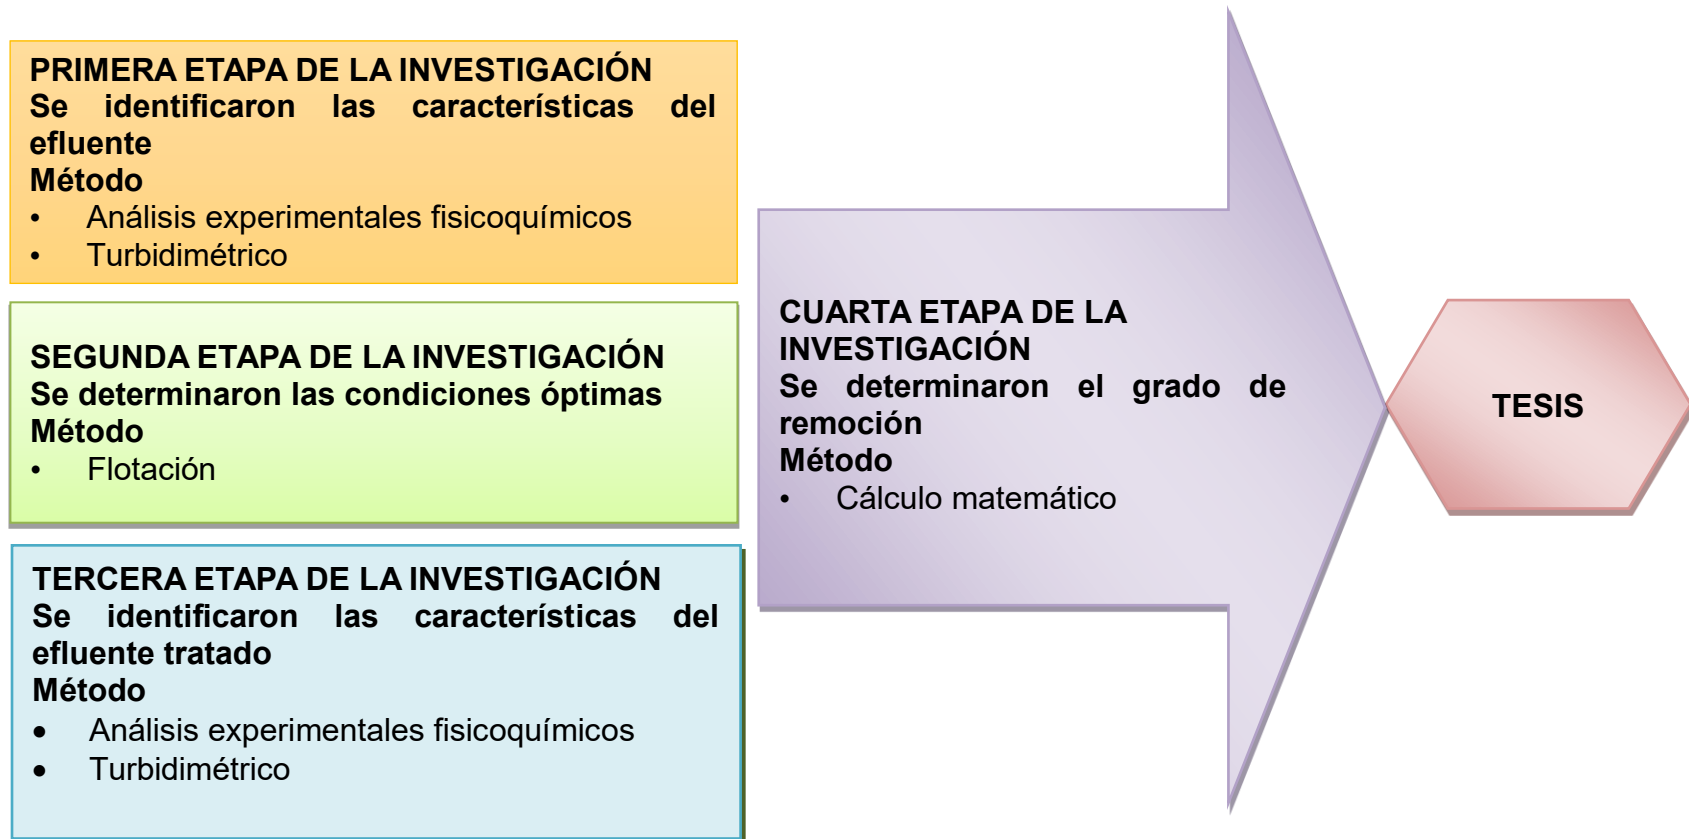 PRIMERA ETAPA DE LA INVESTIGACIÓN
Se identificaron las características del
efluente
Método
• Análisis experimentales fisicoquímicos
• Turbidimétrico
SEGUNDA ETAPA DE LA INVESTIGACIÓN
Se determinaron las condiciones óptimas
Método
• Flotación
TERCERA ETAPA DE LA INVESTIGACIÓN
Se identificaron las características del
efluente tratado
Método
• Análisis experimentales fisicoquímicos
• Turbidimétrico
CUARTA ETAPA DE LA
INVESTIGACIÓN
Se determinaron el grado de
remoción
Método
• Cálculo matemático
TESIS